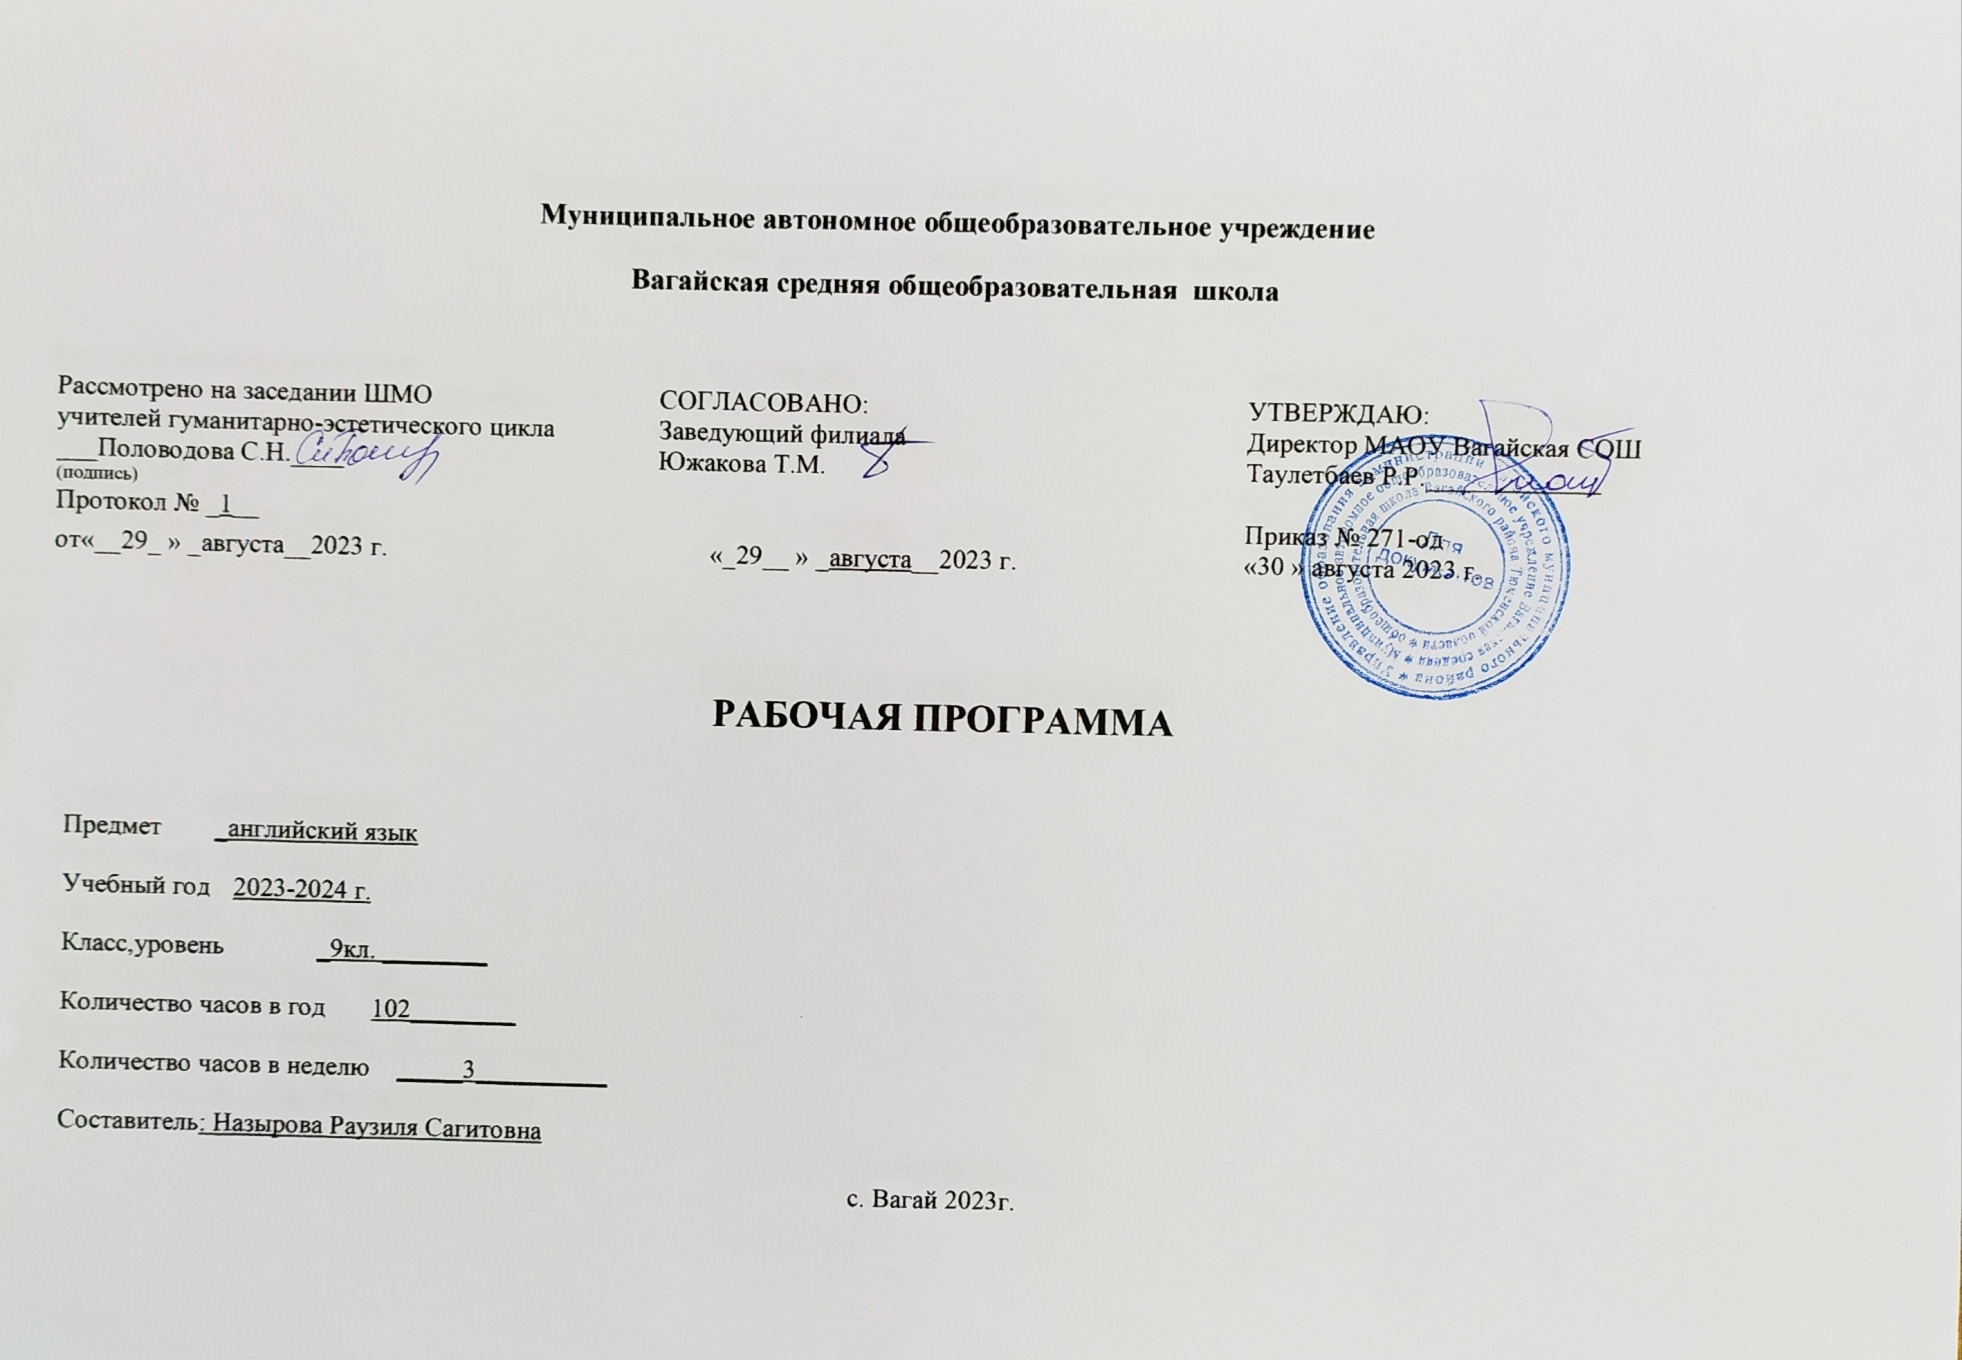 Муниципальное автономное общеобразовательное учреждение
Вагайская средняя общеобразовательная школа
Рассмотрено на заседании ШМО
учителей гуманитарно-эстетического цикла
___Половодова С.Н.____
(подпись)
Протокол № _1__
от«__29_ » _августа__2023 г.
СОГЛАСОВАНО:
Заведующий филиала
Южакова Т.М.
«_29__ » _августа__2023 г.
УТВЕРЖДАЮ:
Директор МАОУ Вагайская СОШ
Таулетбаев Р.Р.
Приказ № 271-од
«30 » августа 2023 г.
Для
документов
РАБОЧАЯ ПРОГРАММА
Предмет _английский язык
Учебный год 2023-2024 г.
Класс,уровень _9кл.________
Количество часов в год 102________
Количество часов в неделю _____3__________
Составитель: Назырова Раузиля Сагитовна
с. Вагай 2023г.